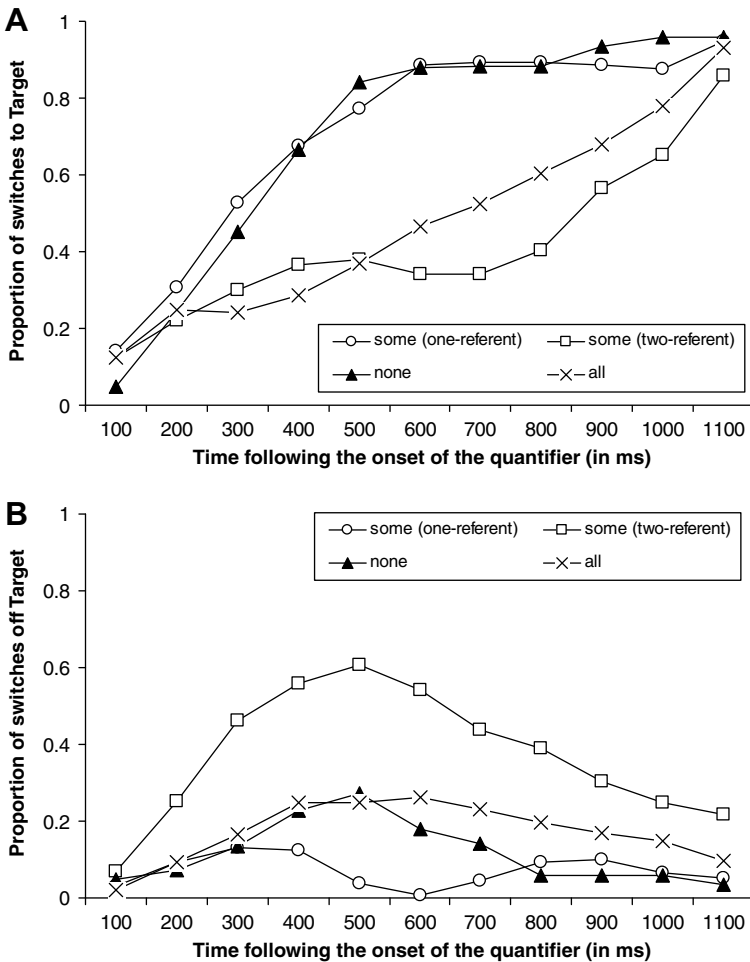 A
Proportion of switches to Target
1
0.8
0.6
0.4
0.2
0
some (one-referent) some (two-referent)
none all
100 200 300 400 500 600 700 800 900 1000 1100
Time following the onset of the quantifier (in ms)
B
Proportion of switches off Target
1
0.8
0.6
0.4
0.2
0
some (one-referent) some (two-referent)
none all
100 200 300 400 500 600 700 800 900 1000 1100
Time following the onset of the quantifier (in ms)